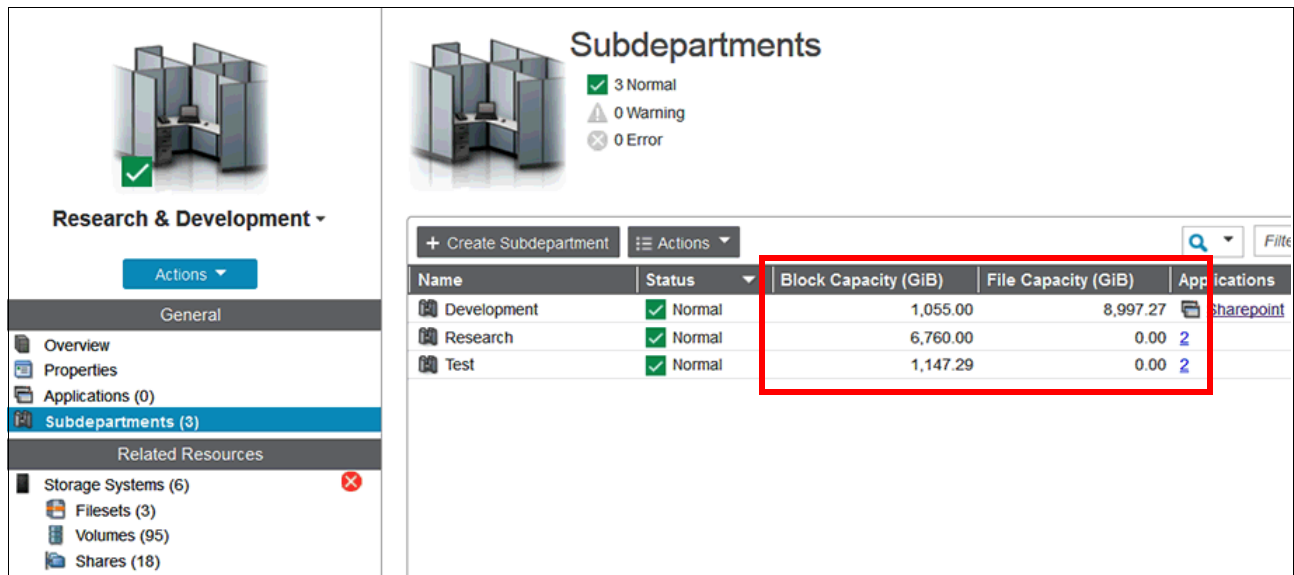 Research & Development
Actions
General
Overview
Properties
Applications (0)
Subdepartments (3)
Related Resources
Storage Systems (6)
Filesets (3)
Volumes (95)
Shares (18)
Subdepartments
3 Normal
0 Warning
0 Error
+ Create Subdepartment Actions Filte
Name Status Block Capacity (GiB) File Capacity (GiB) Applications
Development Normal 1,055.00 8,997.27 Sharepoint
Research Normal 6,760.00 0.00 2
Test Normal 1,147.29 0.00 2